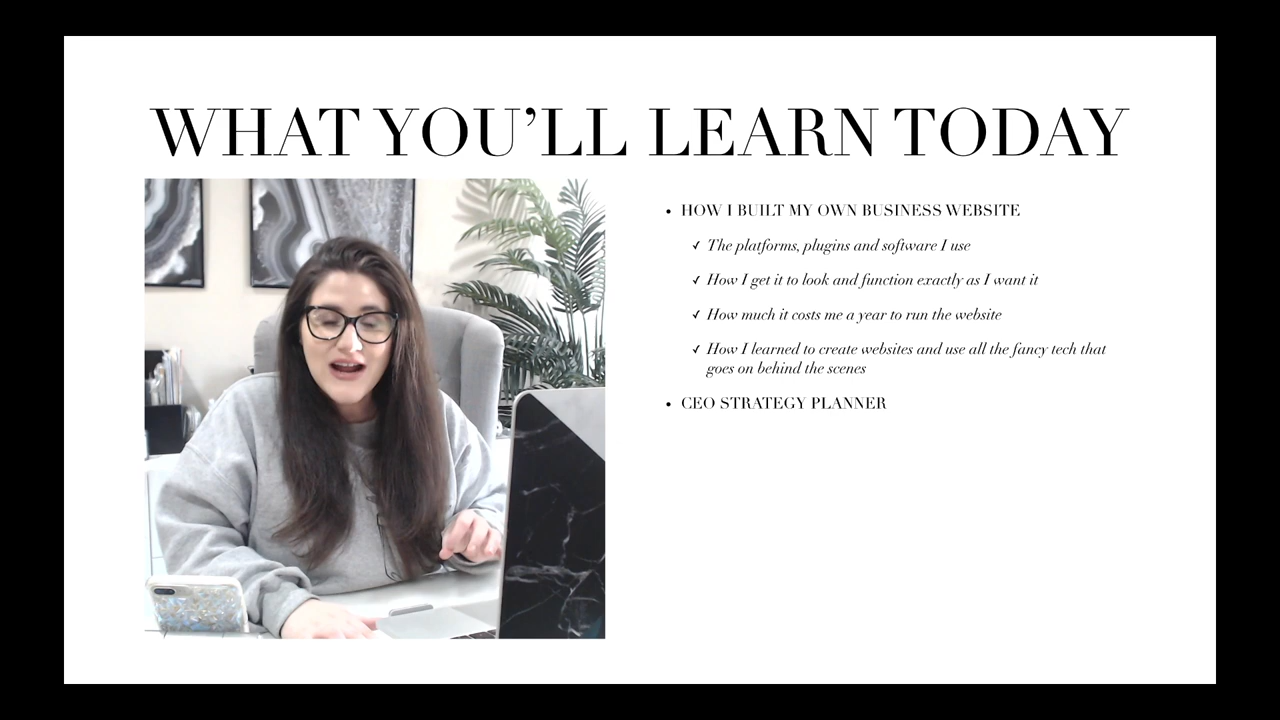 WHAT YOU’LL LEARN TODAY
• HOW I BUILT MY OWN BUSINESS WEBSITE
✓ The platforms, plugins and software I use
✓ How I get it to look and function exactly as I want it
✓ How much it costs me a year to run the website
✓ How I learned to create websites and use all the fancy tech that
goes on behind the scenes
• CEO STRATEGY PLANNER